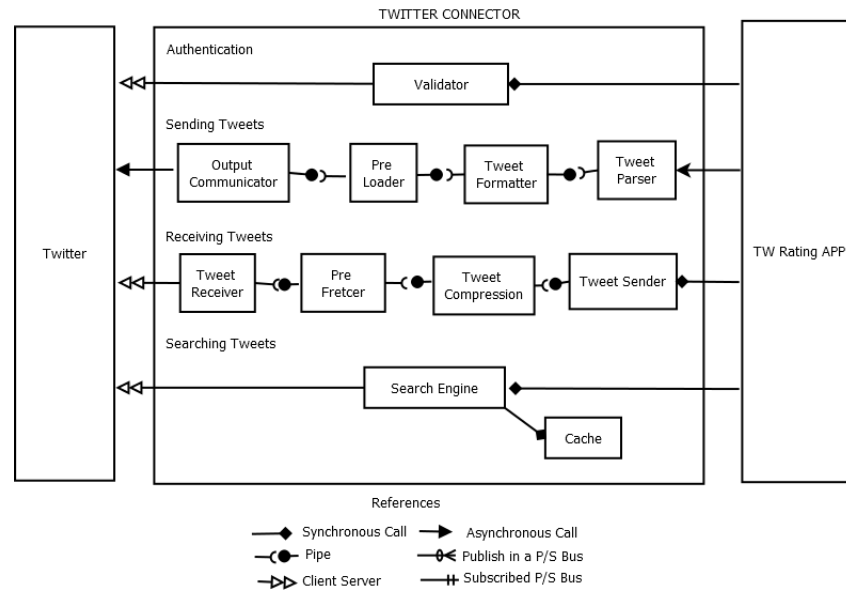 TWITTER CONNECTOR
Authentication
Validator
Sending Tweets
Output
Communicator
Pre
Loader
Tweet
Formatter
Tweet
Parser
Twitter
TW Rating APP
Receiving Tweets
Tweet
Receiver
Pre
Fretcer
Tweet
Compression
Tweet Sender
Searching Tweets
Search Engine
Cache
References
Synchronous Call
Asynchronous Call
Pipe
Publish in a P/S Bus
Client Server
Subscribed P/S Bus